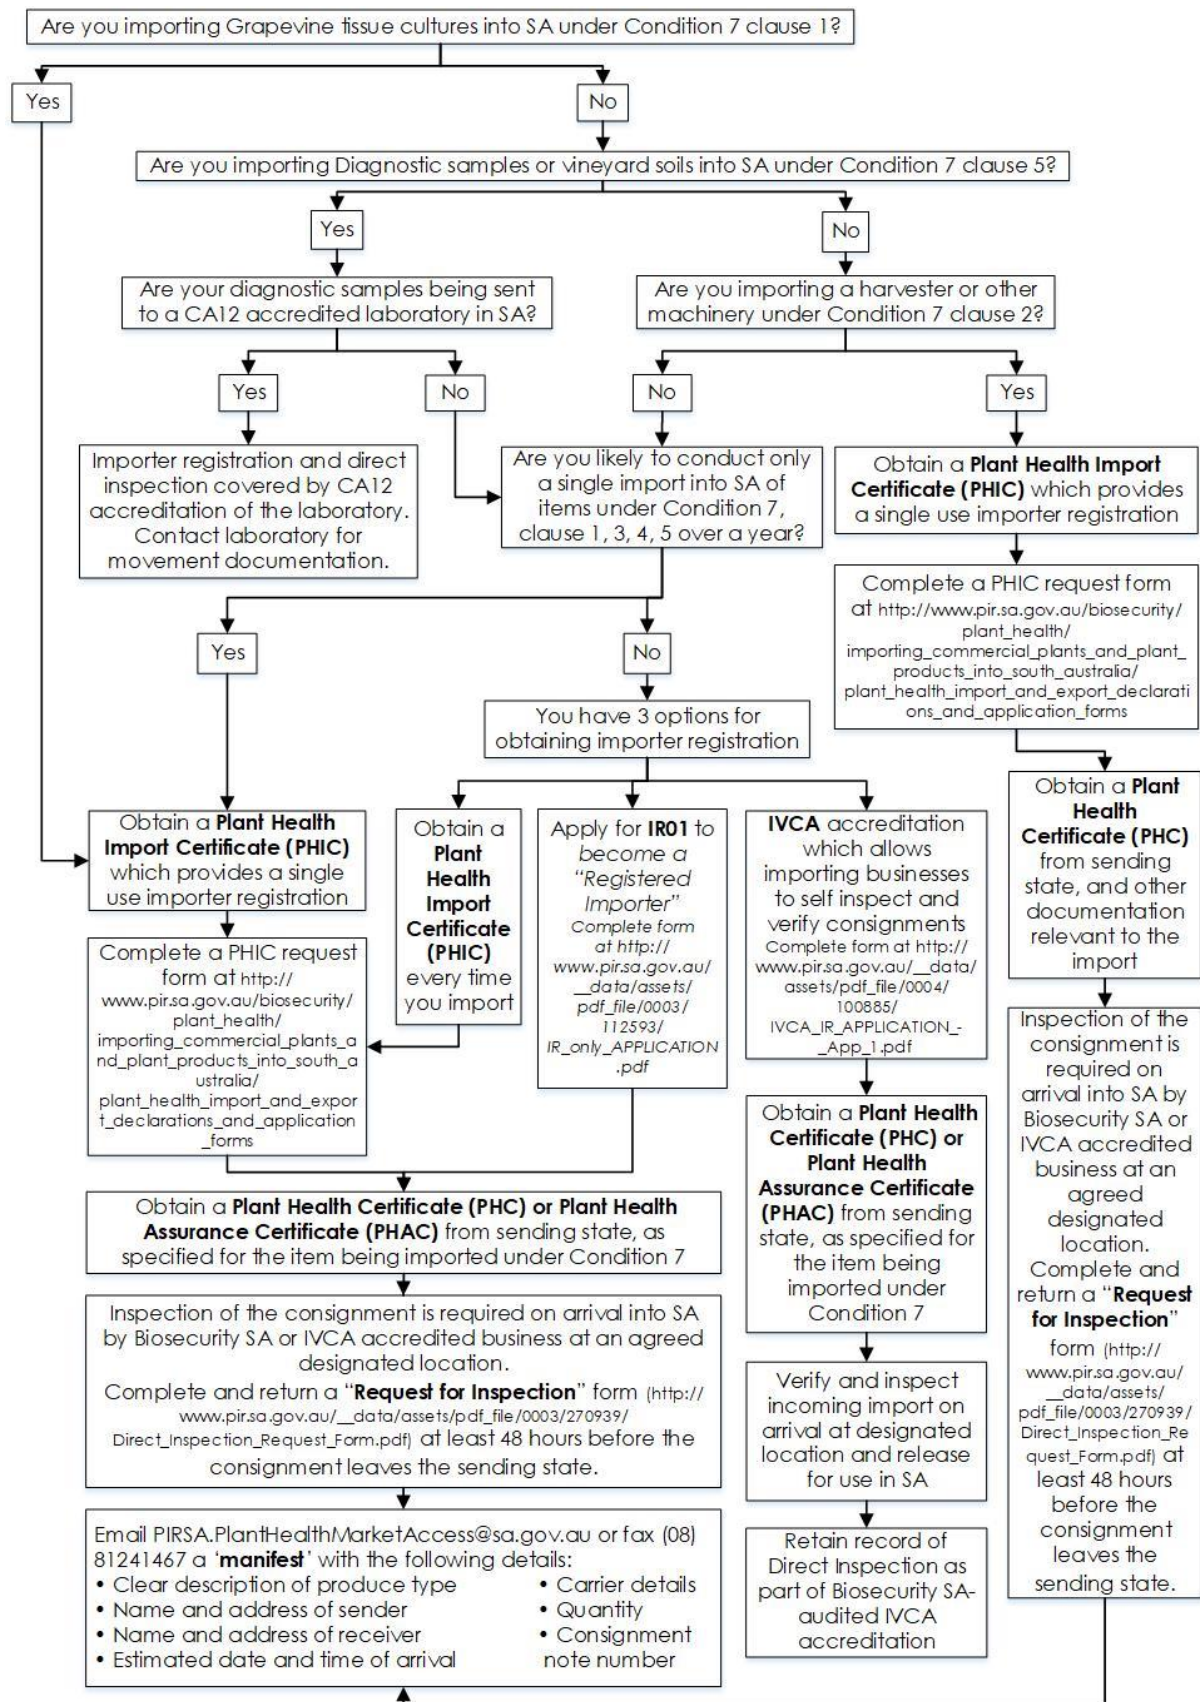 Are you importing Grapevine tissue cultures into SA under Condition 7 clause 1?
Yes
No
Are you importing Diagnostic samples or vineyard soils into SA under Condition 7 clause 5?
Yes
No
Are your diagnostic samples being sent
to a CA12 accredited laboratory in SA?
Are you importing a harvester or other
machinery under Condition 7 clause 2?
Yes
No
No
Yes
Importer registration and direct
inspection covered by CA12
accreditation of the laboratory.
Contact laboratory for
movement documentation.
Are you likely to conduct only
a single import into SA of
items under Condition 7,
clause 1, 3, 4, 5 over a year?
Obtain a Plant Health Import
Certificate (PHIC) which provides
a single use importer registration
Complete a PHIC request form
at http://www.pir.sa.gov.au/biosecurity/
plant_health/
importing_commercial_plants_and_plant_
products_into_south_australia/
plant_health_import_and_export_declarati
ons_and_application_forms
Yes
No
You have 3 options for
obtaining importer registration
Obtain a Plant Health
Import Certificate (PHIC)
which provides a single
use importer registration
Complete a PHIC request
form at http://
www.pir.sa.gov.au/biosecurity/
plant_health/
importing_commercial_plants_a
nd_plant_products_into_south_a
ustralia/
plant_health_import_and_expor
t_declarations_and_application
_forms
Obtain a
Plant
Health
Import
Certificate
(PHIC)
every time
you import
Apply for IR01 to
become a
"Registered
Importer"
Complete form
at http://
www.pir.sa.gov.au/
__data/assets/
pdf_file/0003/
112593/
IR_only_APPLICATION
.pdf
IVCA accreditation
which allows
importing businesses
to self inspect and
verify consignments
Complete form at http://
www.pir.sa.gov.au/__data/
assets/pdf_file/0004/
100885/
IVCA_IR_APPLICATION_-
_App_1.pdf
Obtain a Plant
Health
Certificate (PHC)
from sending
state, and other
documentation
relevant to the
import
Obtain a Plant Health Certificate (PHC) or Plant Health
Assurance Certificate (PHAC) from sending state, as
specified for the item being imported under Condition 7
Inspection of the consignment is required on arrival into SA
by Biosecurity SA or IVCA accredited business at an agreed
designated location.
Complete and return a "Request for Inspection" form (http://
www.pir.sa.gov.au/__data/assets/pdf_file/0003/270939/
Direct_Inspection_Request_Form.pdf) at least 48 hours before the
consignment leaves the sending state.
Email PIRSA.PlantHealthMarketAccess@sa.gov.au or fax (08)
81241467 a 'manifest' with the following details:
• Clear description of produce type
• Name and address of sender
• Name and address of receiver
• Estimated date and time of arrival
• Carrier details
• Quantity
• Consignment
note number
Obtain a Plant Health
Certificate (PHC) or
Plant Health
Assurance Certificate
(PHAC) from sending
state, as specified for
the item being
imported under
Condition 7
Verify and inspect
incoming import on
arrival at designated
location and release
for use in SA
Retain record of
Direct Inspection as
part of Biosecurity SA-
audited IVCA
accreditation
Inspection of the
consignment is
required on
arrival into SA by
Biosecurity SA or
IVCA accredited
business at an
agreed
designated
location.
Complete and
return a "Request
for Inspection"
form (http://
www.pir.sa.gov.au/
__data/assets/
pdf_file/0003/270939/
Direct_Inspection_Re
quest_Form.pdf) at
least 48 hours
before the
consignment
leaves the
sending state.